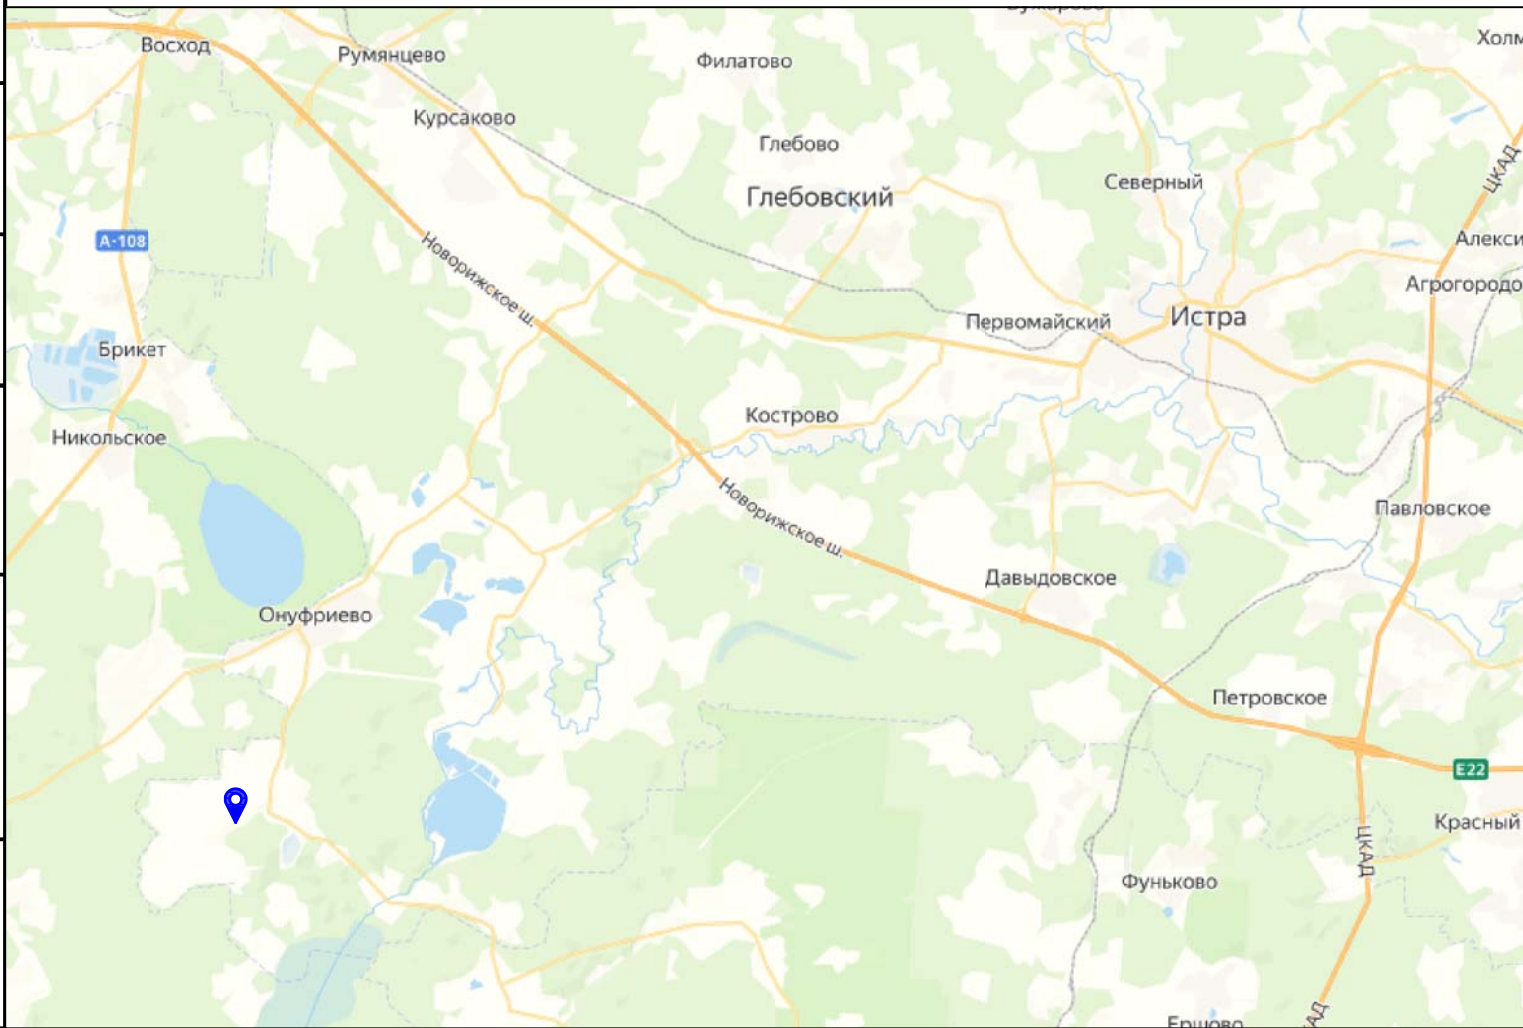 Холм
Восход
Румянцево
Филатово
Курсаково
Глебово
ЦКАД
Северный
Глебовский
А-108
Алекси
Новорижское ш.
Агрогородо
Первомайский
Истра
Брикет
Кострово
Никольское
Новорижское ш.
Павловское
Давыдовское
Онуфриево
Петровское
E22
Красный
ЦКАД
Фуньково